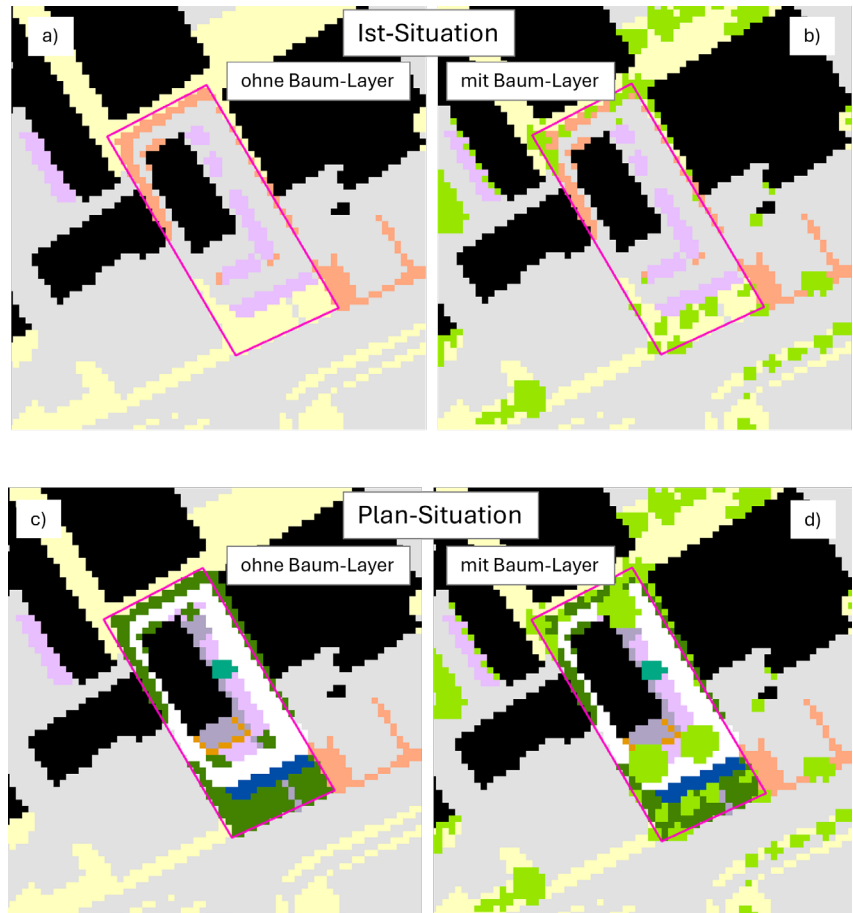 a)
Ist-Situation
b)
ohne Baum-Layer
mit Baum-Layer
c)
Plan-Situation
d)
ohne Baum-Layer
mit Baum-Layer